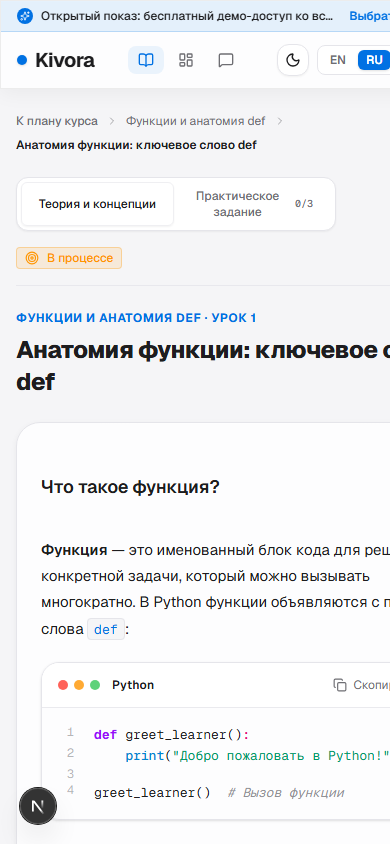 Открытый показ: бесплатный демо-доступ ко вс... Выбрат
Kivora EN RU
К плану курса > Функции и анатомия def >
Анатомия функции: ключевое слово def
Теория и концепции
Практическое задание 0/3
В процессе
ФУНКЦИИ И АНАТОМИЯ DEF · УРОК 1
Анатомия функции: ключевое с
def
Что такое функция?
Функция — это именованный блок кода для реш
конкретной задачи, который можно вызывать
многократно. В Python функции объявляются с п
слова def:
Python Скопи
1 def greet_learner():
2     print("Добро пожаловать в Python!"
3
4 greet_learner()  # Вызов функции
N